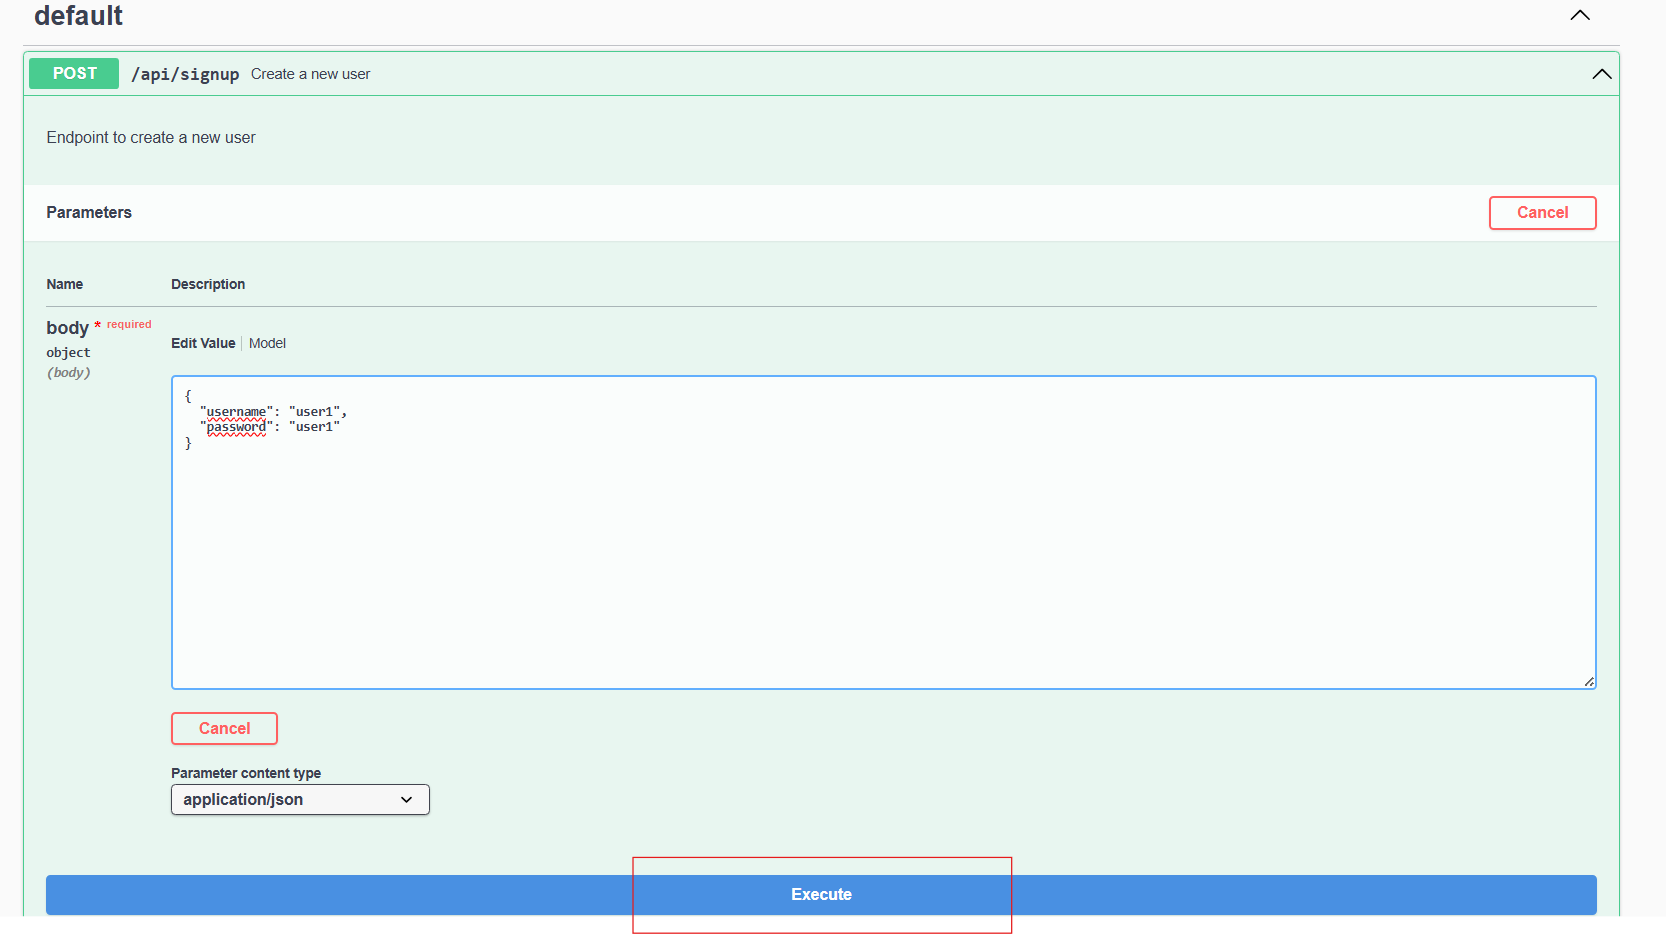 default
POST /api/signup Create a new user
Endpoint to create a new user
Parameters Cancel
Name Description
body * required
object
(body)
Edit Value Model
{
"username": "user1",
"password": "user1"
}
Cancel
Parameter content type
application/json
Execute